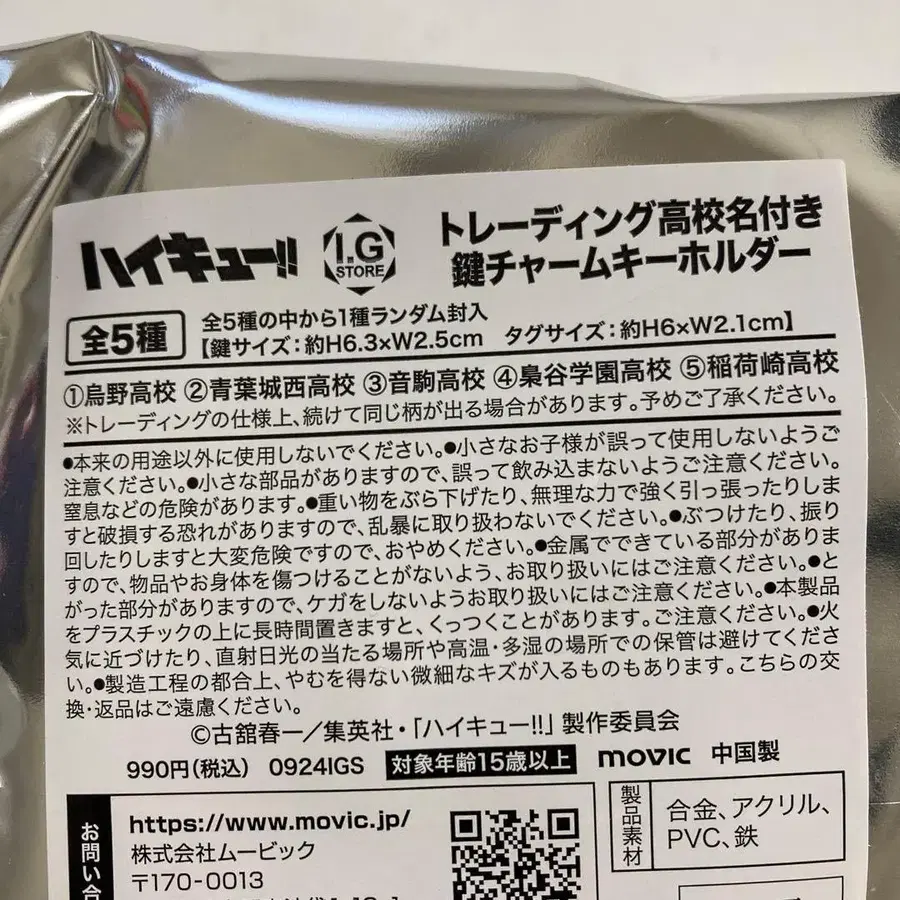 ハイキュー!!
I.G
STORE
トレーディング高校名付き
鍵チャームキーホルダー
全5種
全5種の中から1種ランダム封入
【鍵サイズ：約H6.3×W2.5cm　タグサイズ：約H6×W2.1cm】
①烏野高校 ②青葉城西高校 ③音駒高校 ④梟谷学園高校 ⑤稲荷崎高校
※トレーディングの仕様上、続けて同じ柄が出る場合があります。予めご了承ください。
●本来の用途以外に使用しないでください。●小さなお子様が誤って使用しないようご
注意ください。●小さな部品がありますので、誤って飲み込まないようご注意ください。
窒息などの危険があります。●重い物をぶら下げたり、無理な力で強く引っ張ったりしま
すと破損する恐れがありますので、乱暴に取り扱わないでください。●ぶつけたり、振り
回したりしますと大変危険ですので、おやめください。●金属でできている部分がありま
すので、物品やお身体を傷つけることがないよう、お取り扱いにはご注意ください。●と
がった部分がありますので、ケガをしないようお取り扱いにはご注意ください。●本製品
をプラスチックの上に長時間置きますと、くっつくことがあります。ご注意ください。●火
気に近づけたり、直射日光の当たる場所や高温・多湿の場所での保管は避けてくださ
い。●製造工程の都合上、やむを得ない微細なキズが入るものもあります。こちらの交
換・返品はご遠慮ください。
©古舘春一／集英社・「ハイキュー!!」製作委員会
990円（税込） 0924IGS 対象年齢15歳以上 movic 中国製
お問い合
https://www.movic.jp/
株式会社ムービック
〒170-0013
製品素材
合金、アクリル、
PVC、鉄